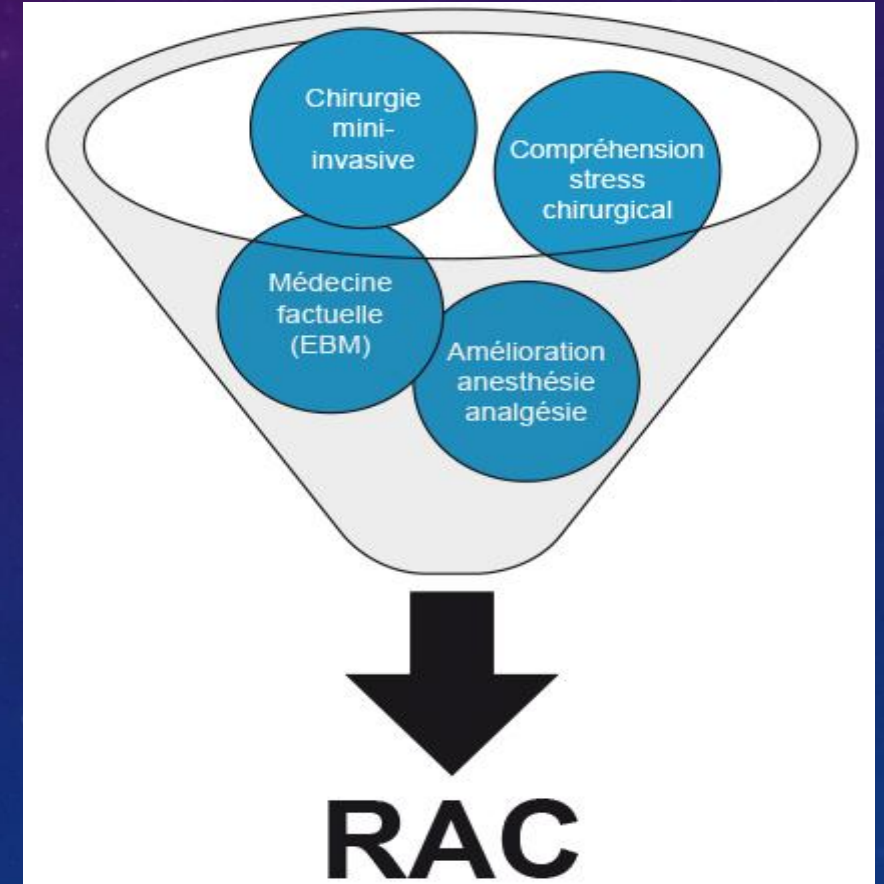 Chirurgie
mini-
invasive
Compréhension
stress
chirurgical
Médecine
factuelle
(EBM)
Amélioration
anesthésie
analgésie
RAC